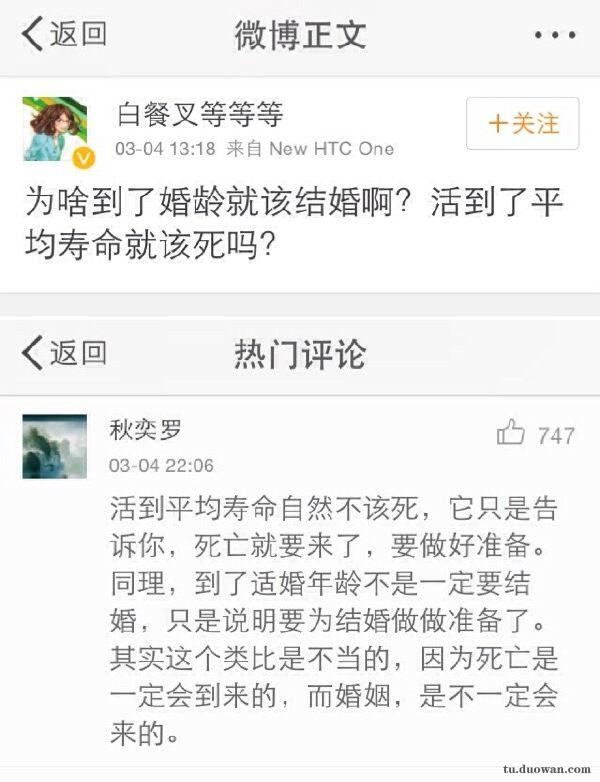 返回 微博正文
白餐叉等等等
+关注
03-04 13:18 来自 New HTC One
为啥到了婚龄就该结婚啊？活到了平
均寿命就该死吗？
返回 热门评论
秋奕罗
747
03-04 22:06
活到平均寿命自然不该死，它只是告
诉你，死亡就要来了，要做好准备。
同理，到了适婚年龄不是一定要结
婚，只是说明要为结婚做做准备了。
其实这个类比是不当的，因为死亡是
一定会到来的，而婚姻，是不一定会
来的。
tu.duowan.com